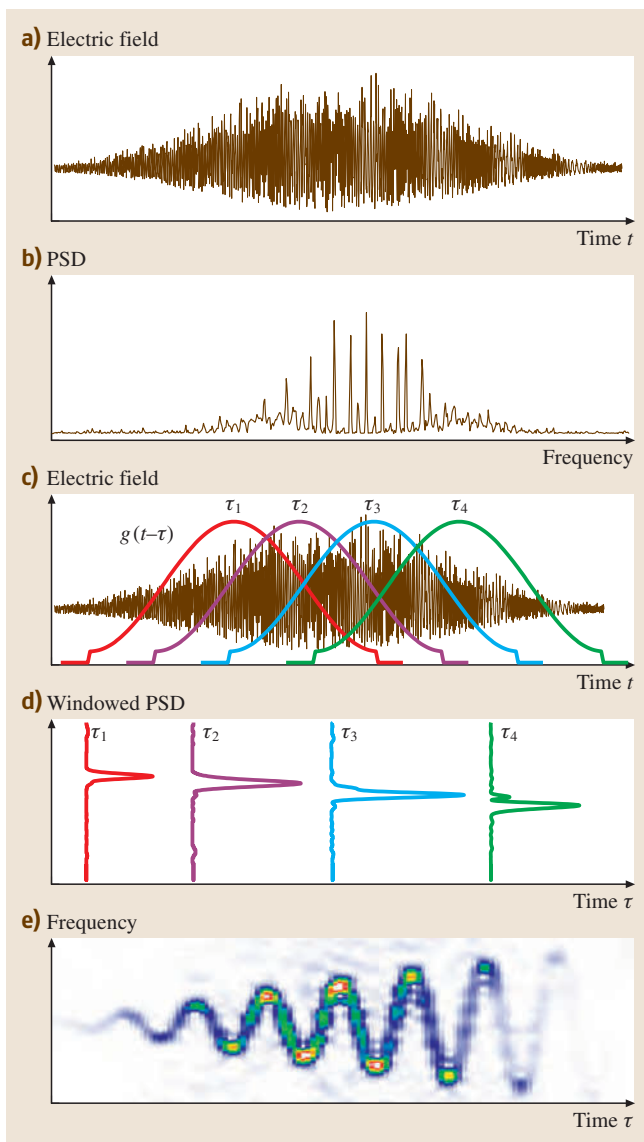 a) Electric field
Time t
b) PSD
Frequency
c) Electric field
τ1 τ2 τ3 τ4
g(t–τ)
Time t
d) Windowed PSD
τ1 τ2 τ3 τ4
Time τ
e) Frequency
Time τ